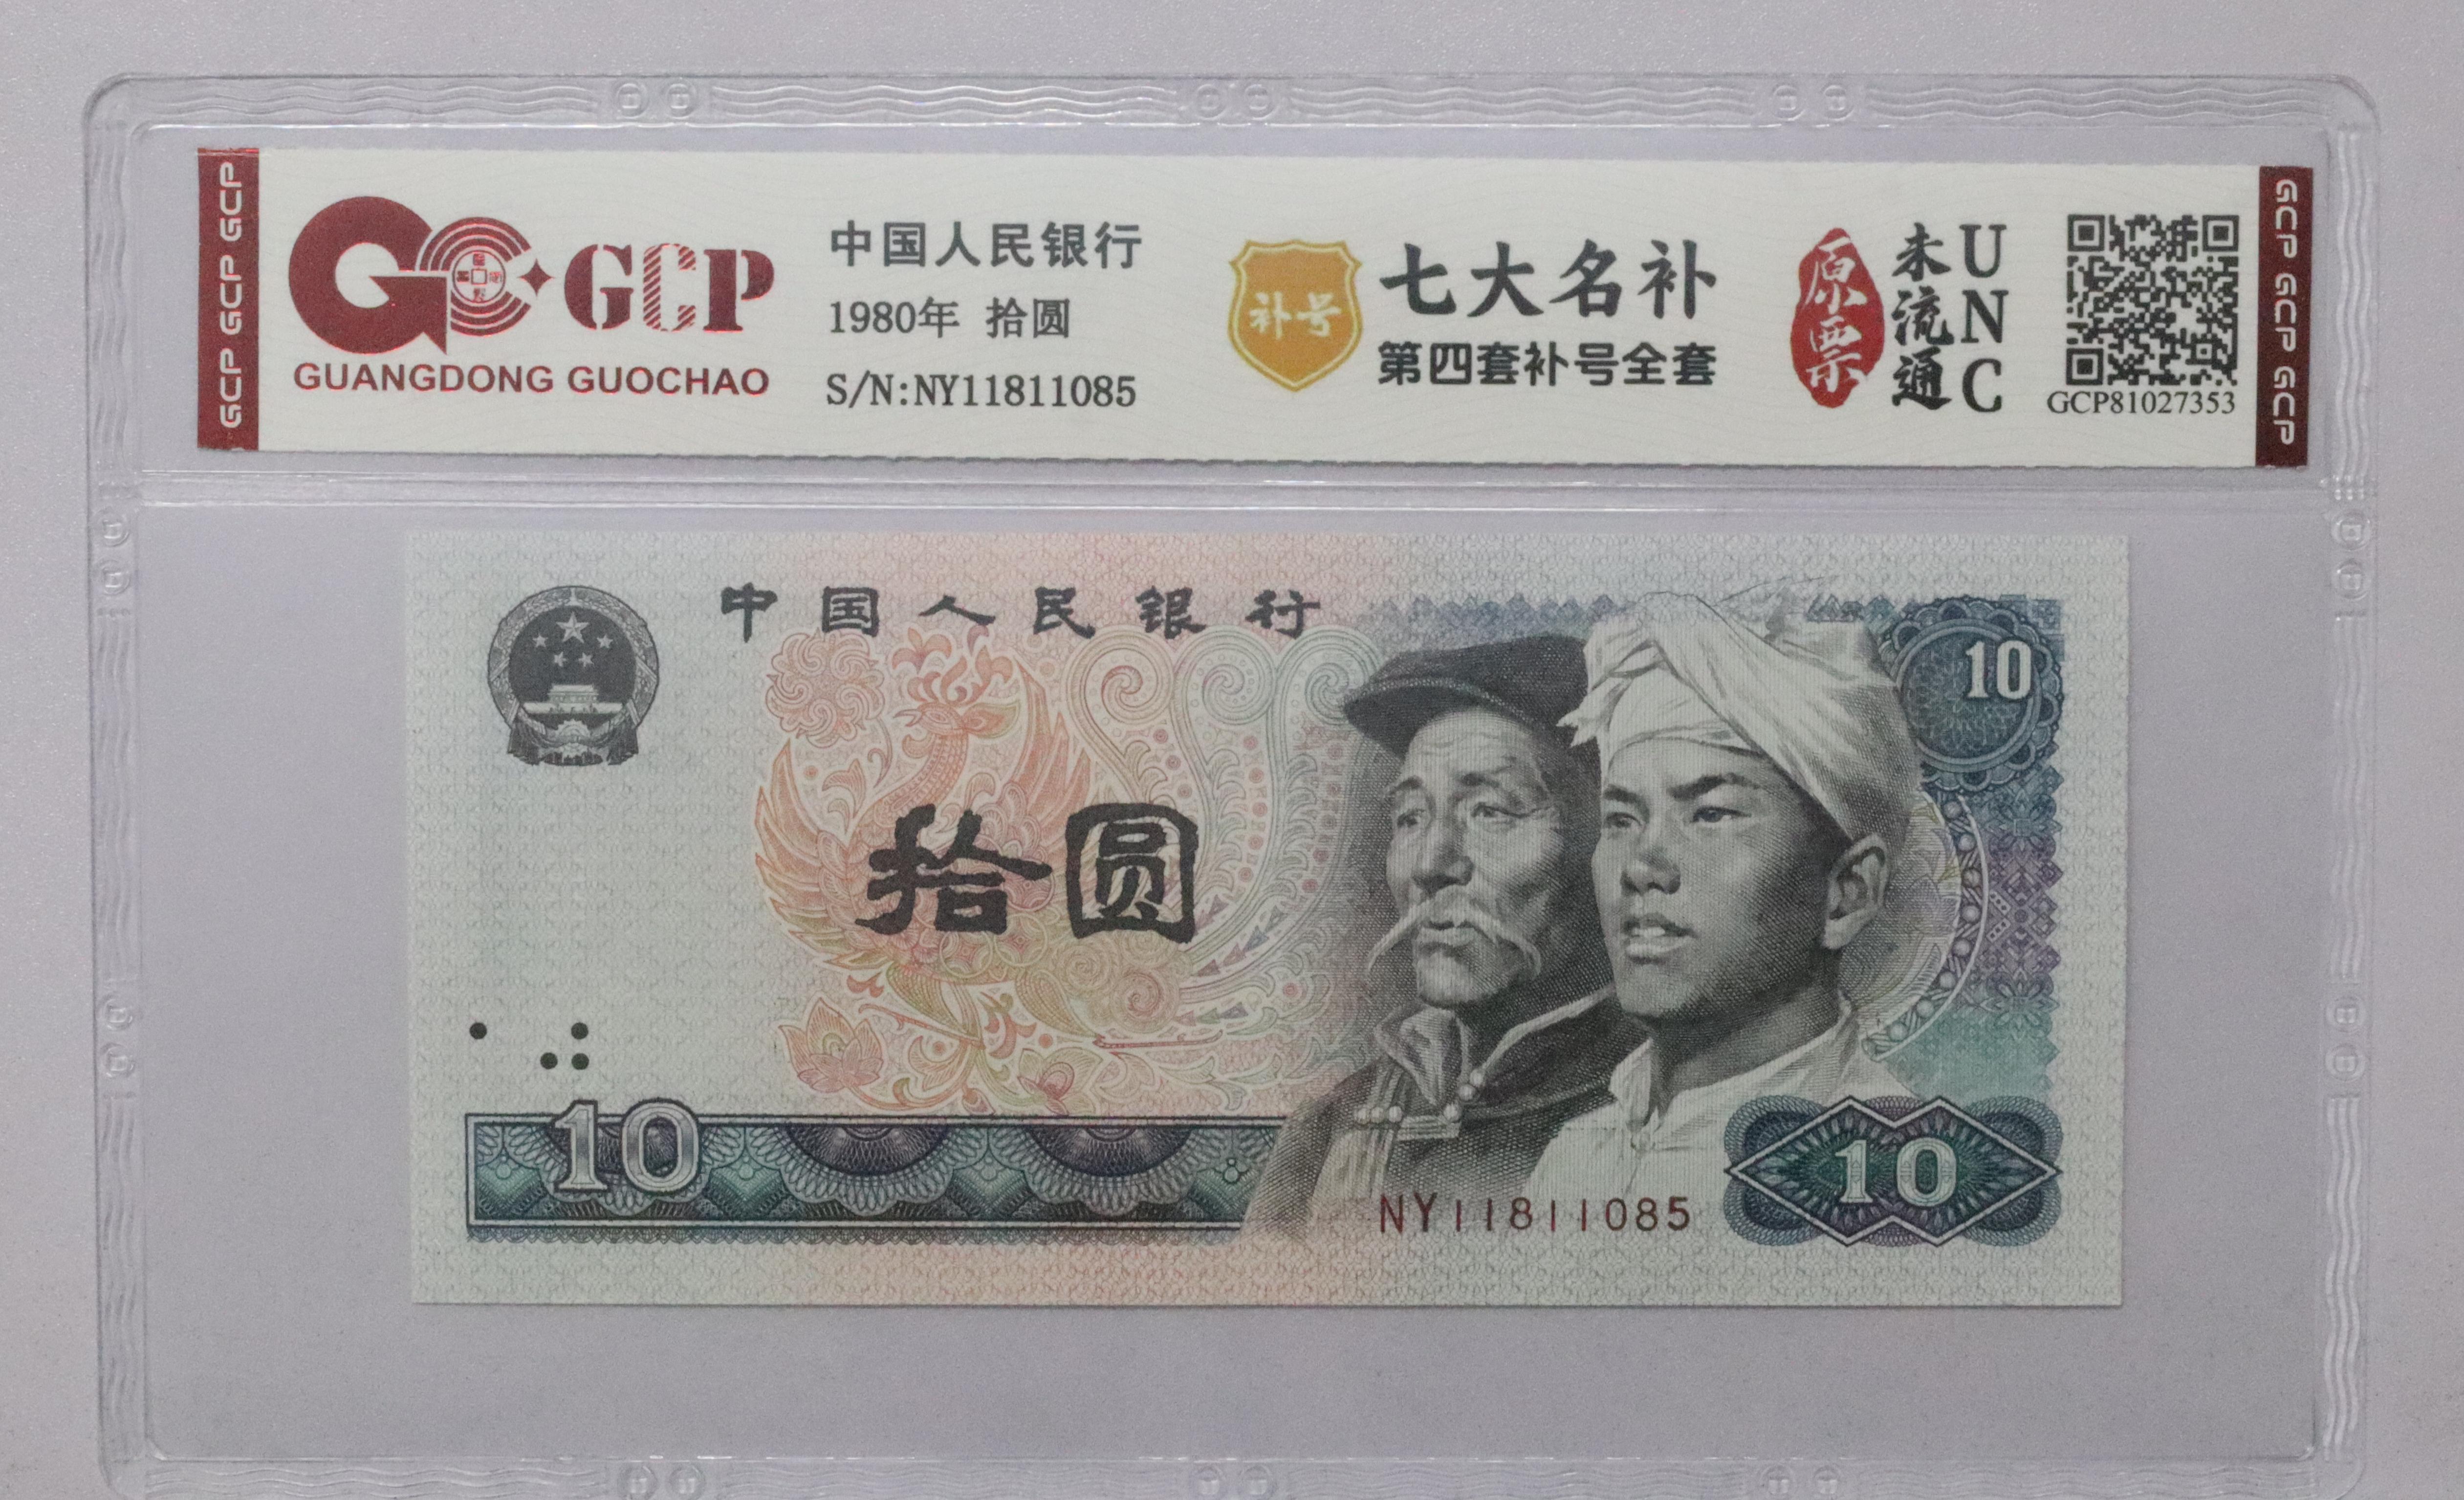 GCP GCP GCP GCP
GCP
GUANGDONG GUOCHAO
中国人民银行
1980年 拾圆
S/N:NY11811085
补号
七大名补
第四套补号全套
原票
未流通
UNC
GCP81027353
GCP GCP GCP GCP
中国人民银行
10
拾圆
10
NY11811085
10